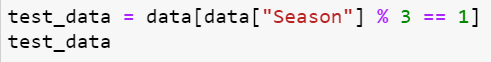 test_data = data[data["Season"] % 3 == 1]
test_data